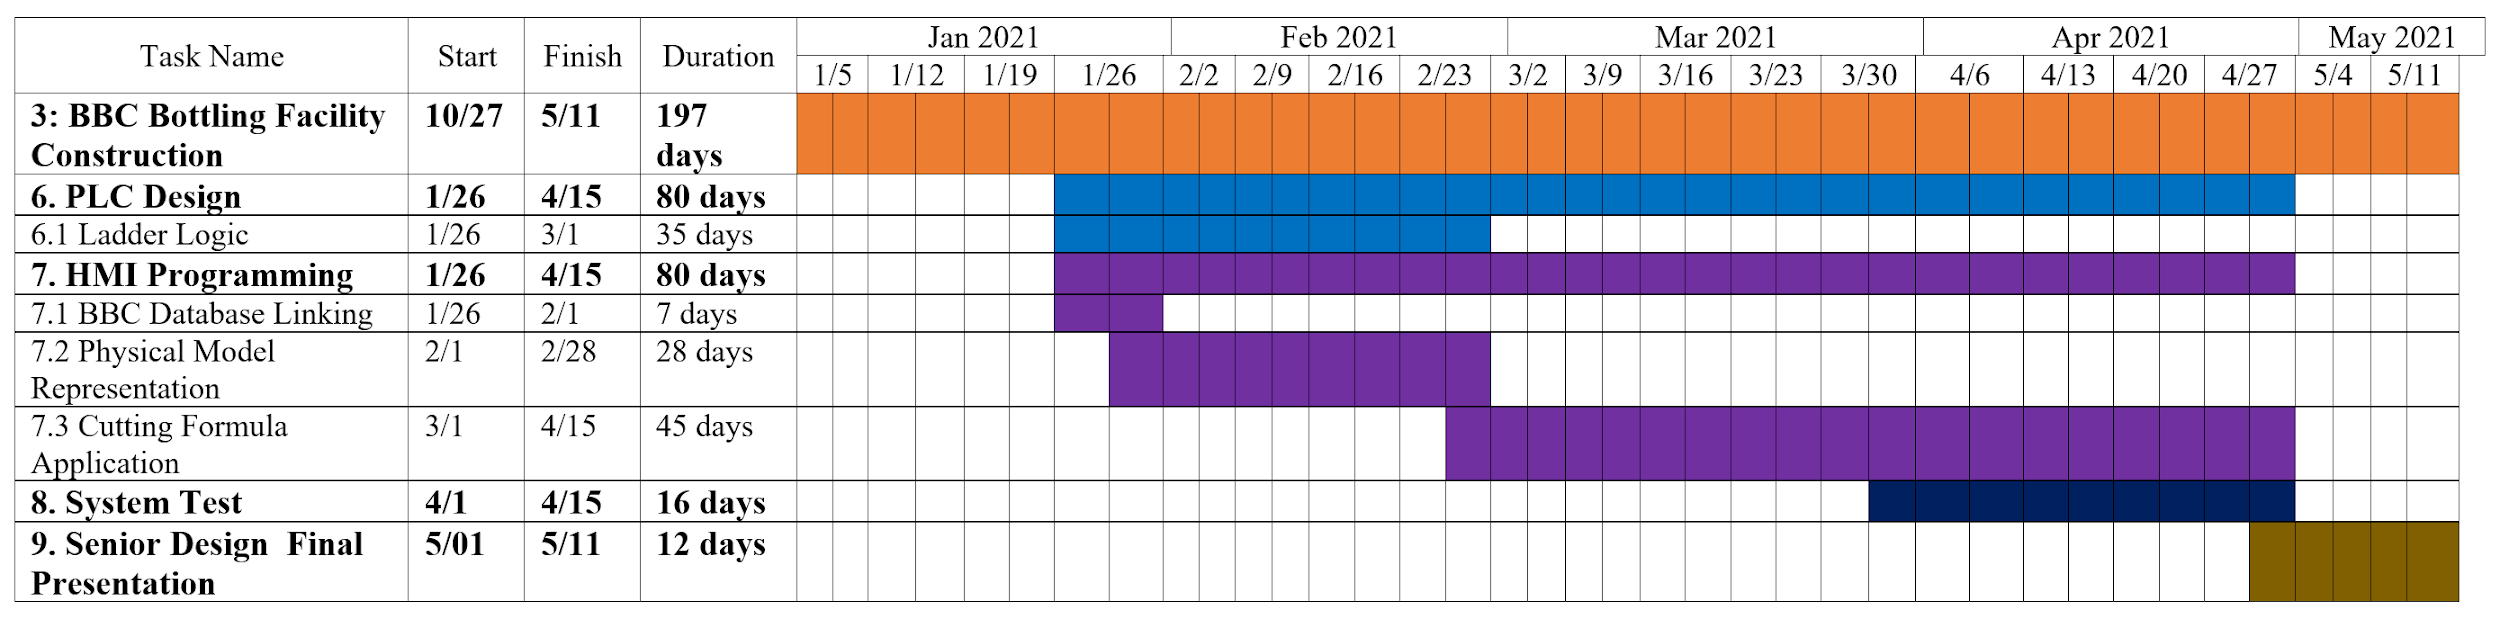 Task Name Start Finish Duration Jan 2021 Feb 2021 Mar 2021 Apr 2021 May 2021
1/5 1/12 1/19 1/26 2/2 2/9 2/16 2/23 3/2 3/9 3/16 3/23 3/30 4/6 4/13 4/20 4/27 5/4 5/11
3: BBC Bottling Facility 10/27 5/11 197
Construction days
6. PLC Design 1/26 4/15 80 days
6.1 Ladder Logic 1/26 3/1 35 days
7. HMI Programming 1/26 4/15 80 days
7.1 BBC Database Linking 1/26 2/1 7 days
7.2 Physical Model 2/1 2/28 28 days
Representation
7.3 Cutting Formula 3/1 4/15 45 days
Application
8. System Test 4/1 4/15 16 days
9. Senior Design Final 5/01 5/11 12 days
Presentation